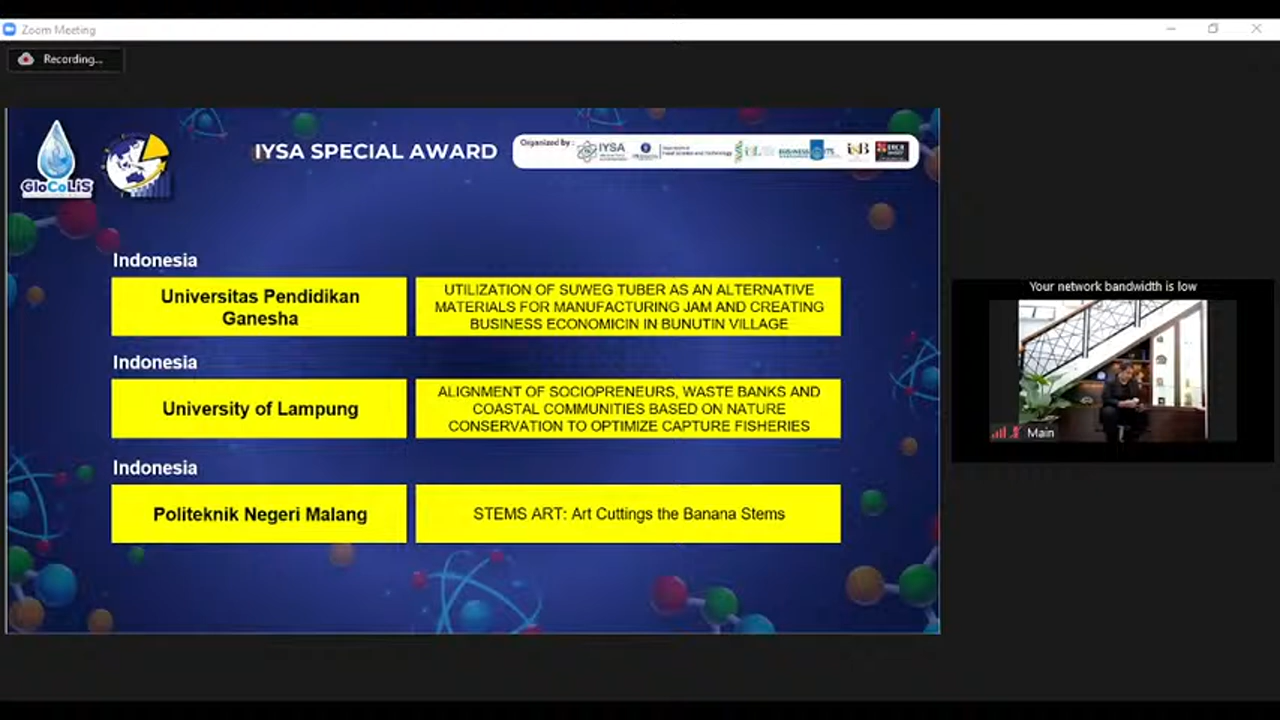 Zoom Meeting
Recording...
GloCoLiS
IYSA SPECIAL AWARD
Organized by :
IYSA
Indonesia
Universitas Pendidikan
Ganesha
UTILIZATION OF SUWEG TUBER AS AN ALTERNATIVE
MATERIALS FOR MANUFACTURING JAM AND CREATING
BUSINESS ECONOMICIN IN BUNUTIN VILLAGE
Indonesia
University of Lampung
ALIGNMENT OF SOCIOPRENEURS, WASTE BANKS AND
COASTAL COMMUNITIES BASED ON NATURE
CONSERVATION TO OPTIMIZE CAPTURE FISHERIES
Indonesia
Politeknik Negeri Malang
STEMS ART: Art Cuttings the Banana Stems
Your network bandwidth is low
Main